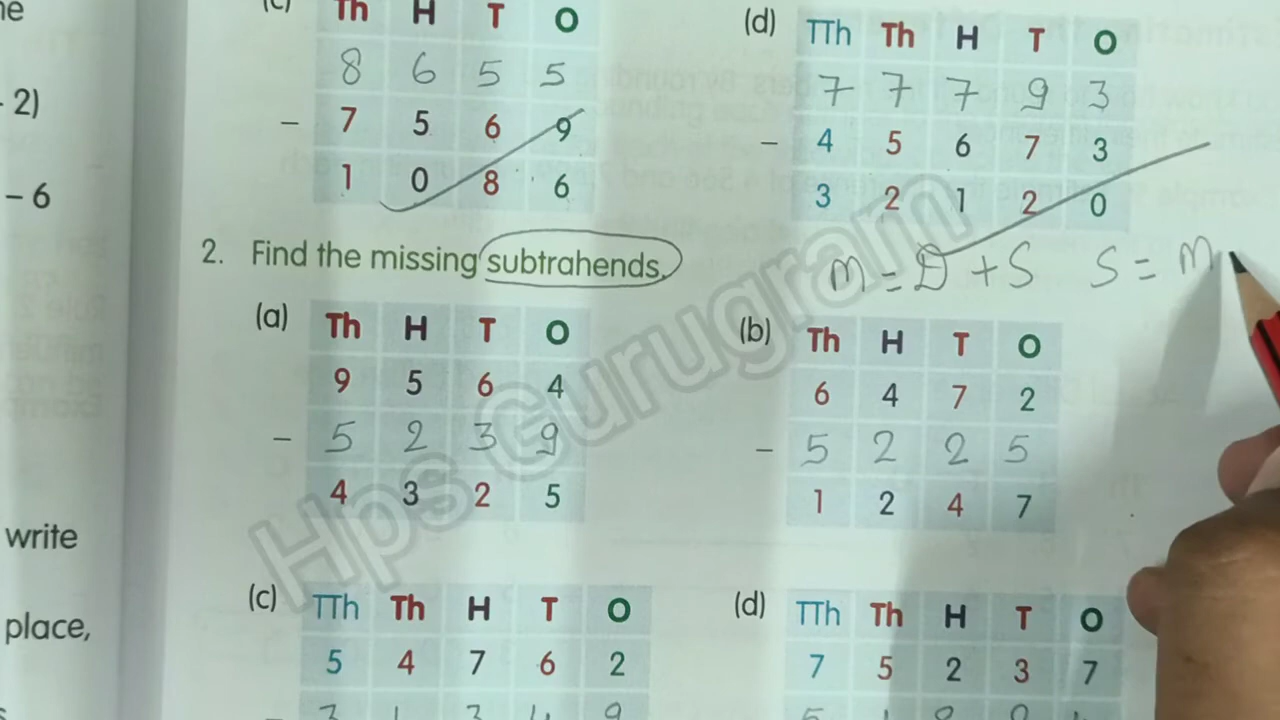 2)
– 6
write
place,
Th H T O
8 6 5 5
– 7 5 6 9
1 0 8 6
(d) TTh Th H T O
7 7 7 9 3
– 4 5 6 7 3
3 2 1 2 0
M = D + S S = M
2. Find the missing subtrahends.
(a) Th H T O
9 5 6 4
– 5 2 3 9
4 3 2 5
(b) Th H T O
6 4 7 2
– 5 2 2 5
1 2 4 7
(c) TTh Th H T O
5 4 7 6 2
(d) TTh Th H T O
7 5 2 3 7
Hps Gurugram